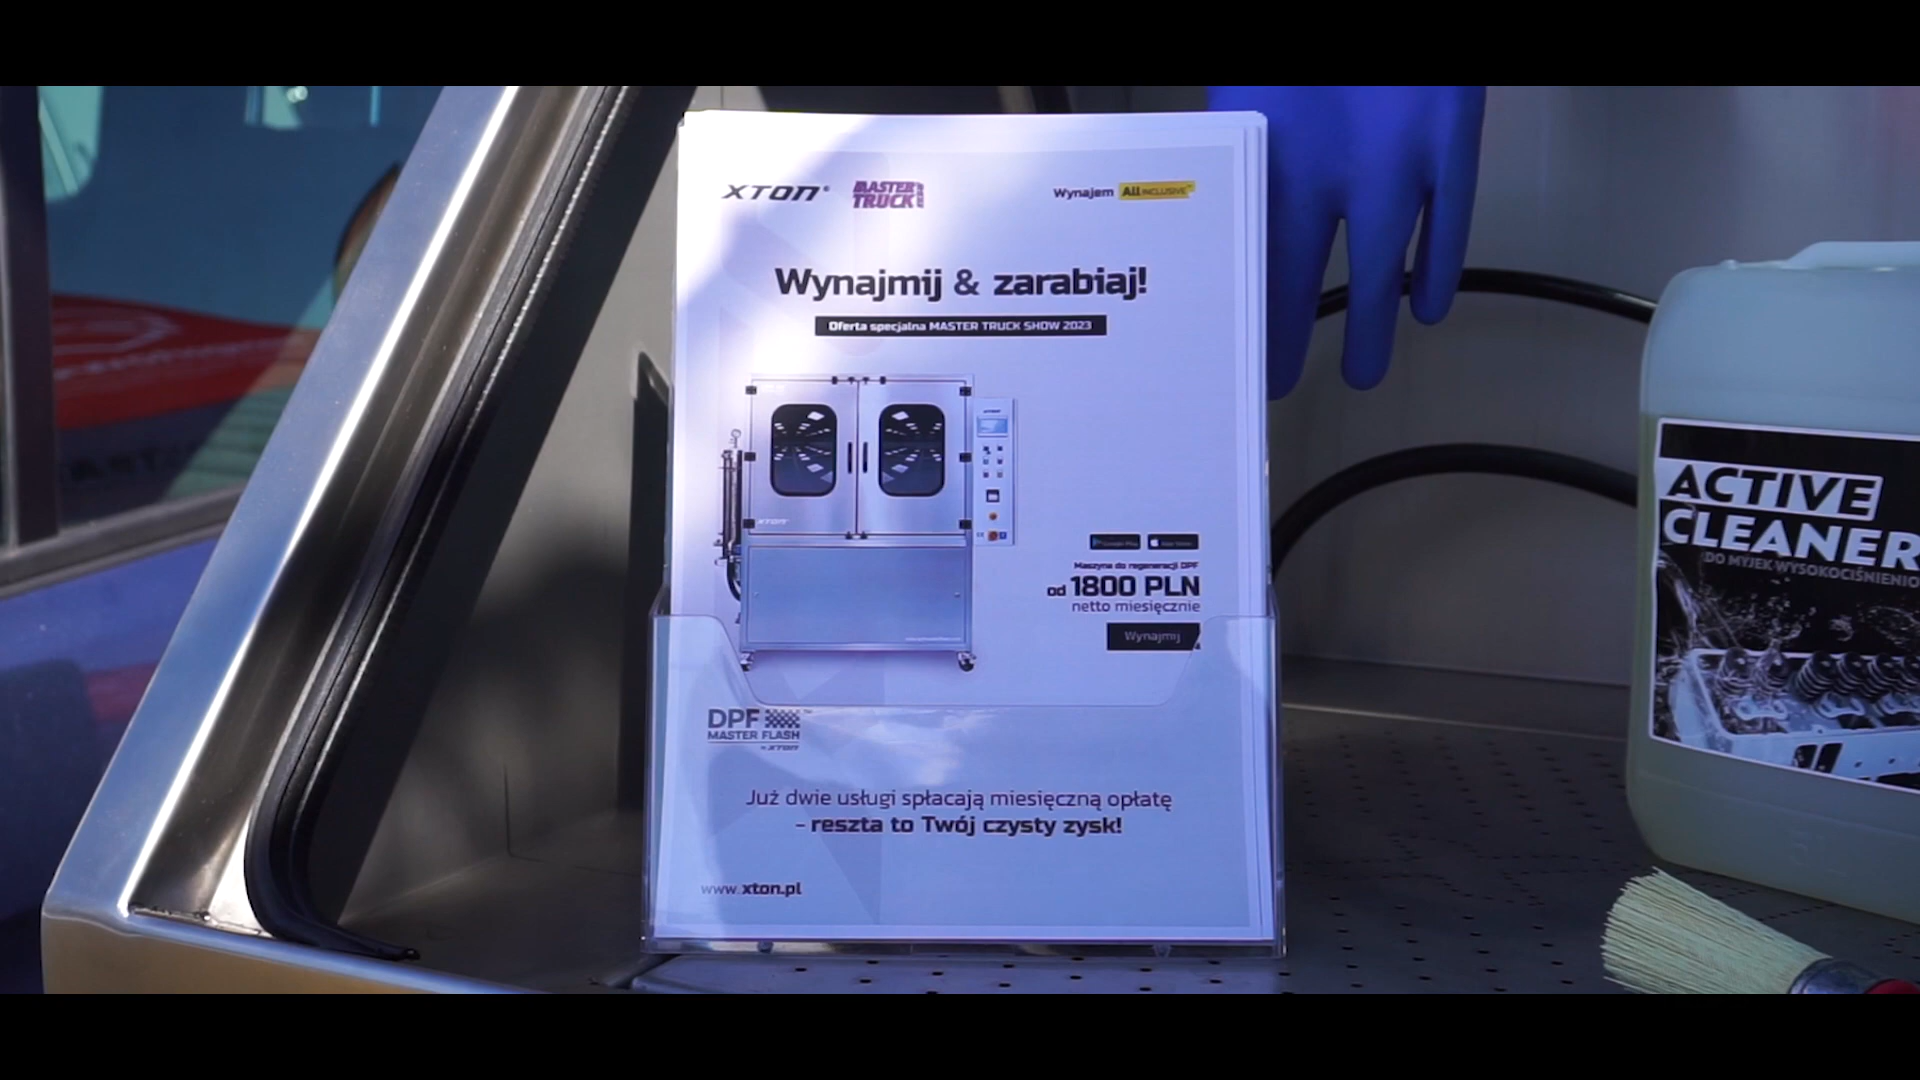 XTON®
MASTER
TRUCK
Wynajem ALL INCLUSIVE
Wynajmij & zarabiaj!
Oferta specjalna MASTER TRUCK SHOW 2023
XTON
Maszyna do regeneracji DPF
od 1800 PLN
netto miesięcznie
Wynajmij
DPF
MASTER FLASH
by XTON
Już dwie usługi spłacają miesięczną opłatę
- reszta to Twój czysty zysk!
www.xton.pl
ACTIVE
CLEANER
DO MYJEK WYSOKOCIŚNIENIO